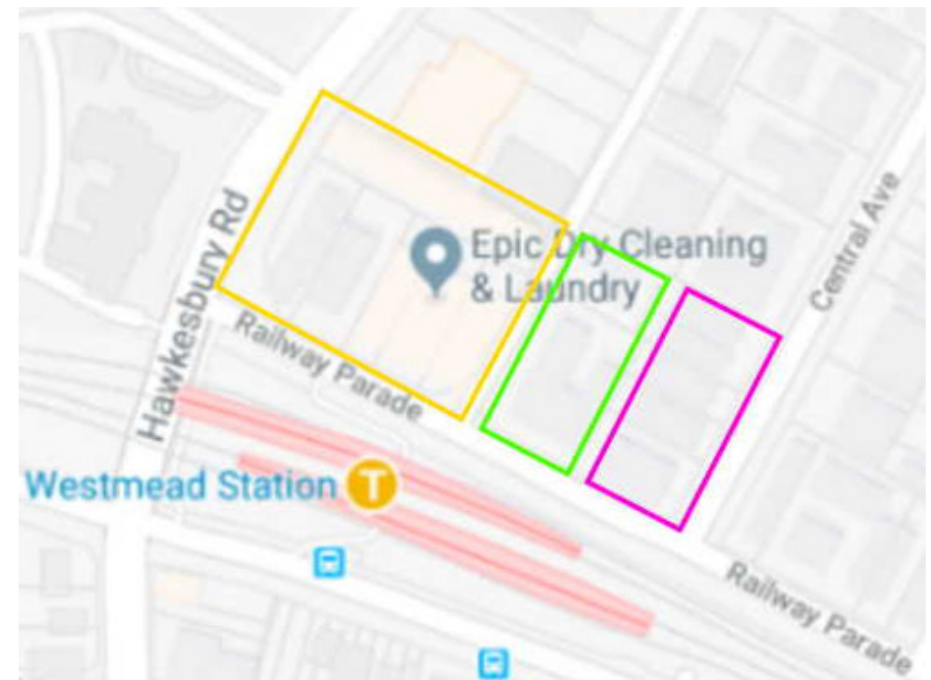 Hawkesbury Rd
Central Ave
Epic Dry Cleaning
& Laundry
Railway Parade
Westmead Station
T
Railway Parade